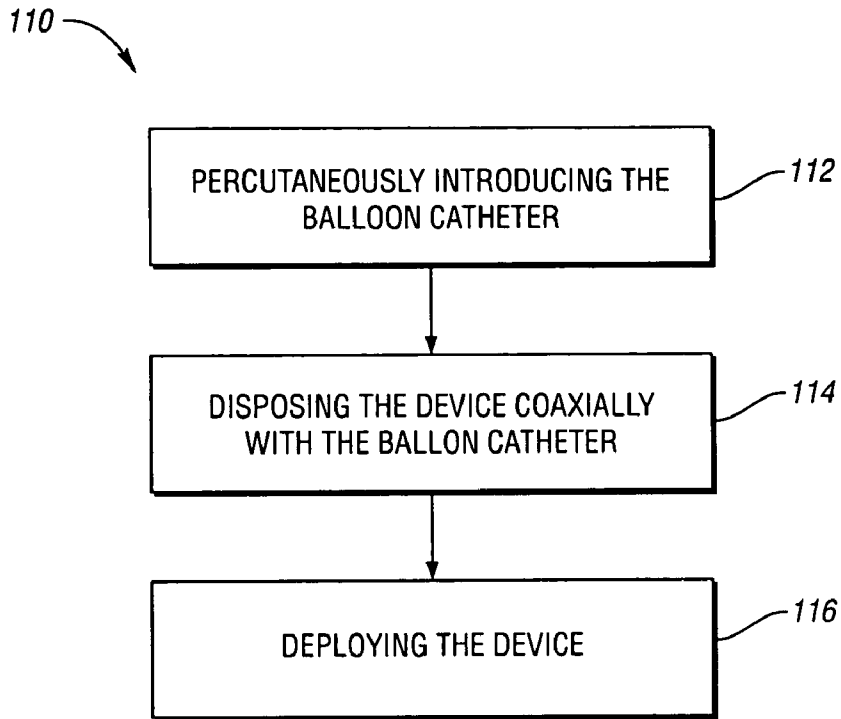 110
PERCUTANEOUSLY INTRODUCING THE
BALLOON CATHETER
112
DISPOSING THE DEVICE COAXIALLY
WITH THE BALLON CATHETER
114
DEPLOYING THE DEVICE
116